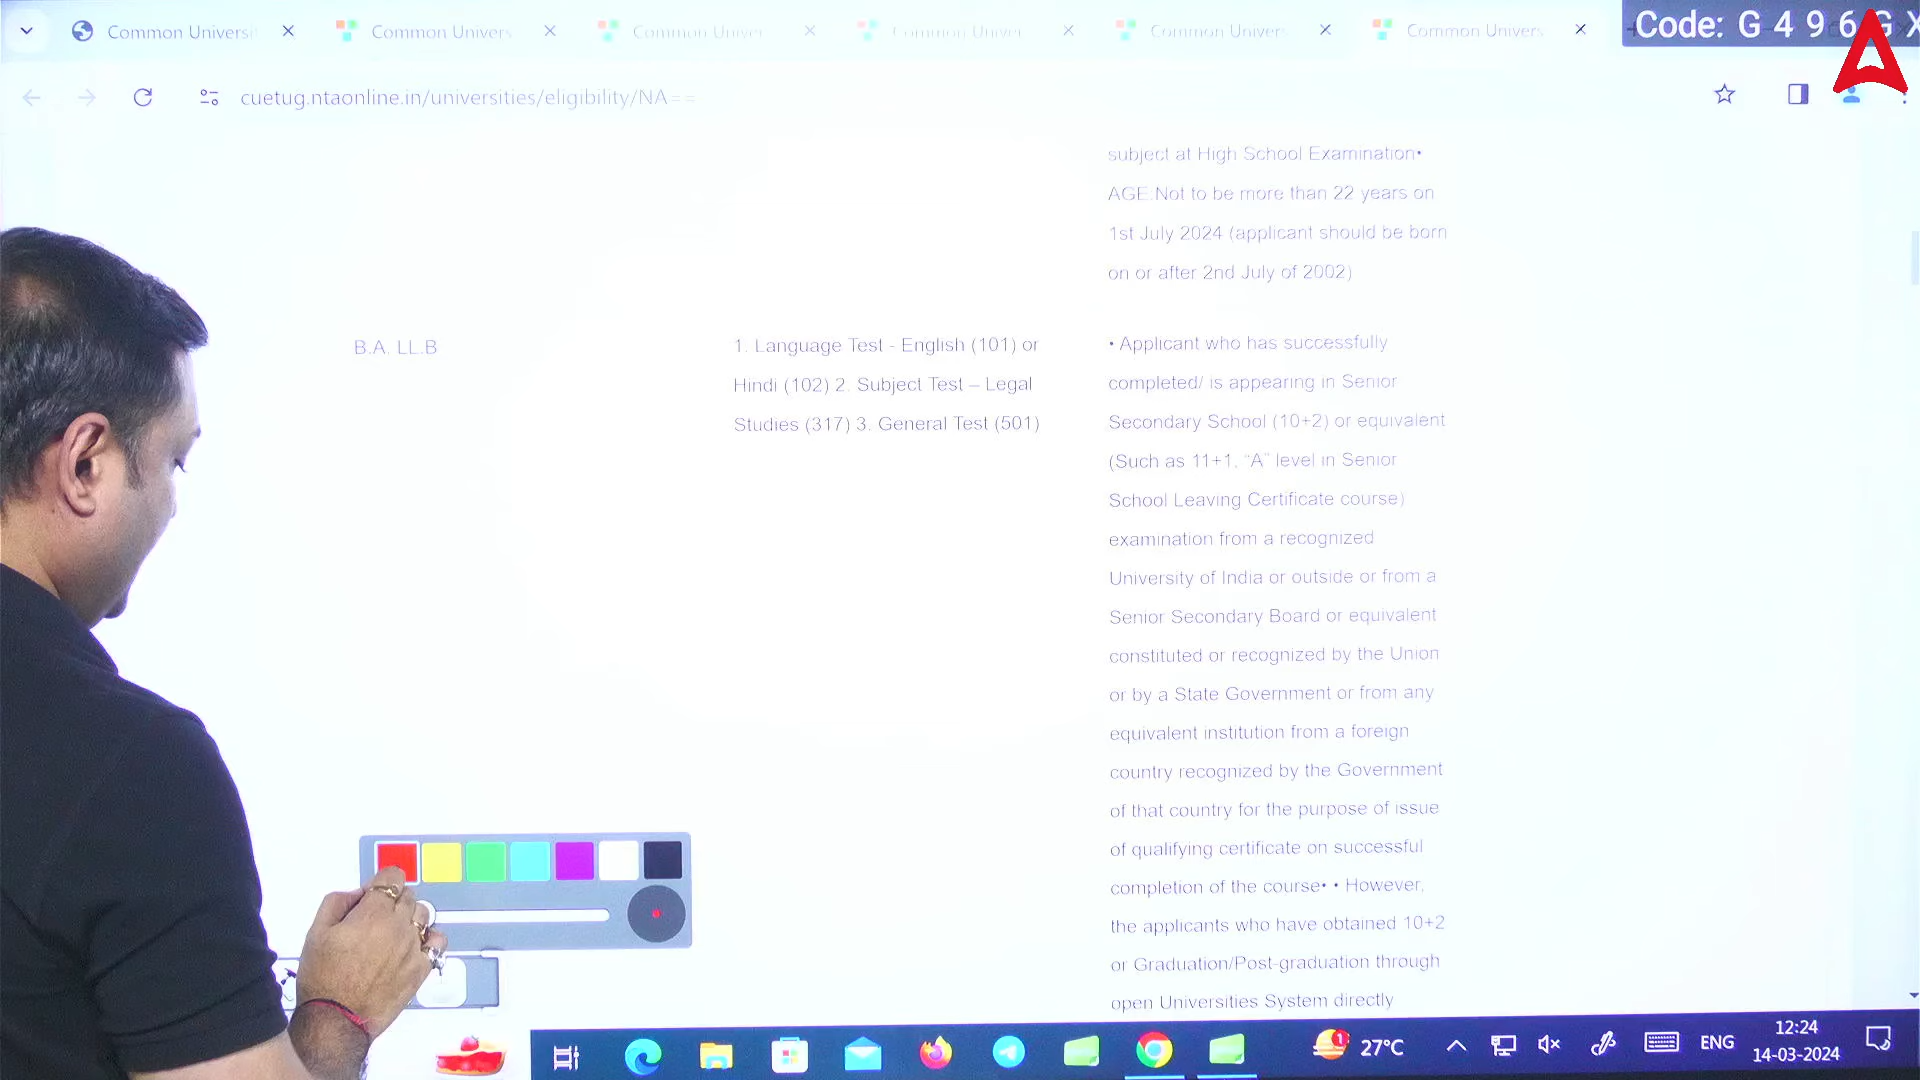 Code: G 4 9 6 G X
Common Universi
Common Univers
Common Univer
Common Univer
Common Univer
Common Univers
cuetug.ntaonline.in/universities/eligibility/NA==
subject at High School Examination•
AGE:Not to be more than 22 years on
1st July 2024 (applicant should be born
on or after 2nd July of 2002)
B.A. LL.B
1. Language Test - English (101) or
Hindi (102) 2. Subject Test – Legal
Studies (317) 3. General Test (501)
• Applicant who has successfully
completed/ is appearing in Senior
Secondary School (10+2) or equivalent
(Such as 11+1, “A” level in Senior
School Leaving Certificate course)
examination from a recognized
University of India or outside or from a
Senior Secondary Board or equivalent
constituted or recognized by the Union
or by a State Government or from any
equivalent institution from a foreign
country recognized by the Government
of that country for the purpose of issue
of qualifying certificate on successful
completion of the course• • However,
the applicants who have obtained 10+2
or Graduation/Post-graduation through
open Universities System directly
1
27°C
ENG
12:24
14-03-2024